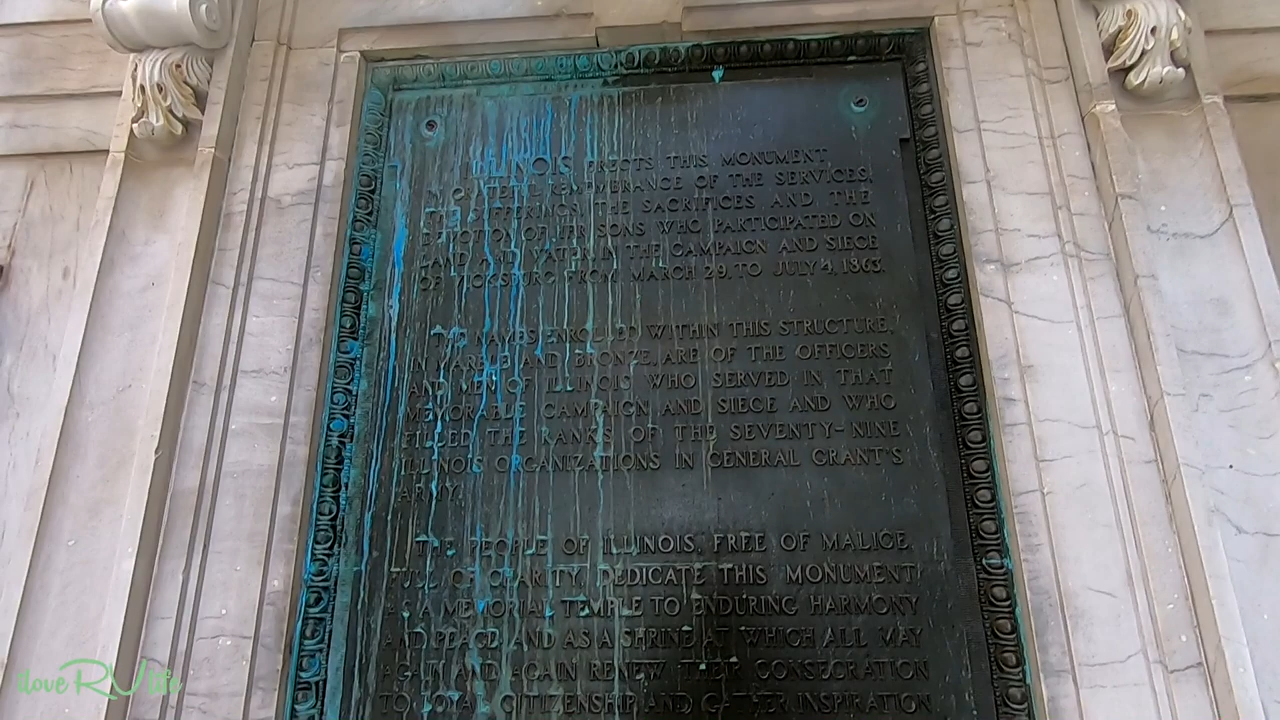 ILLINOIS ERECTS THIS MONUMENT
IN GRATEFUL REMEMBRANCE OF THE SERVICES,
THE SUFFERINGS, THE SACRIFICES AND THE
DEVOTION OF HER SONS WHO PARTICIPATED ON
LAND AND WATER IN THE CAMPAIGN AND SIEGE
OF VICKSBURG FROM MARCH 29, TO JULY 4, 1863.
THE NAMES ENROLLED WITHIN THIS STRUCTURE,
IN MARBLE AND BRONZE, ARE OF THE OFFICERS
AND MEN OF ILLINOIS WHO SERVED IN THAT
MEMORABLE CAMPAIGN AND SIEGE AND WHO
FILLED THE RANKS OF THE SEVENTY-NINE
ILLINOIS ORGANIZATIONS IN GENERAL GRANT'S
ARMY.
THE PEOPLE OF ILLINOIS, FREE OF MALICE,
FULL OF CHARITY, DEDICATE THIS MONUMENT
AS A MEMORIAL TEMPLE TO ENDURING HARMONY
AND PEACE AND AS A SHRINE AT WHICH ALL MAY
AGAIN AND AGAIN RENEW THEIR CONSECRATION
TO LOYAL CITIZENSHIP AND GATHER INSPIRATION
Ilove RV life